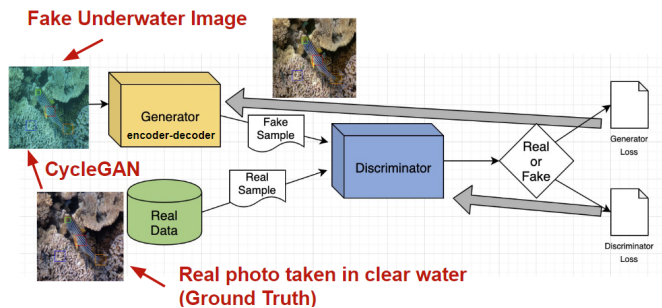 Fake Underwater Image
Generator
encoder-decoder
Fake
Sample
Generator
Loss
CycleGAN
Discriminator
Real
or
Fake
Real
Sample
Real
Data
Discriminator
Loss
Real photo taken in clear water
(Ground Truth)